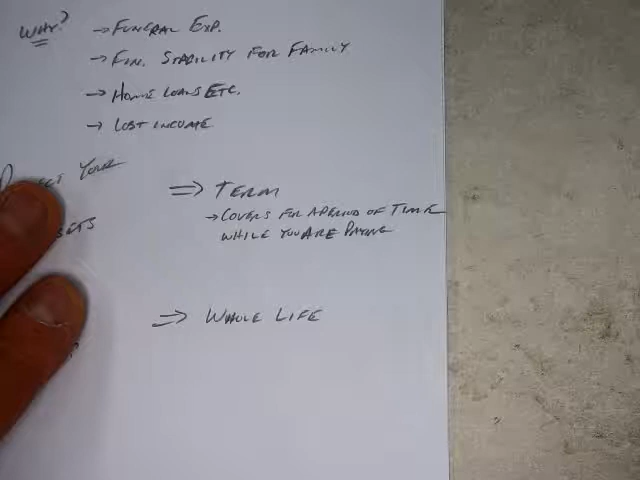 WHY? → FUNERAL EXP.
→ FIN. STABILITY FOR FAMILY
→ HOME LOANS ETC.
→ LOST INCOME
YOUR
⇒ TERM
→ COVERS FOR A PERIOD OF TIME
WHILE YOU ARE PAYING
⇒ WHOLE LIFE